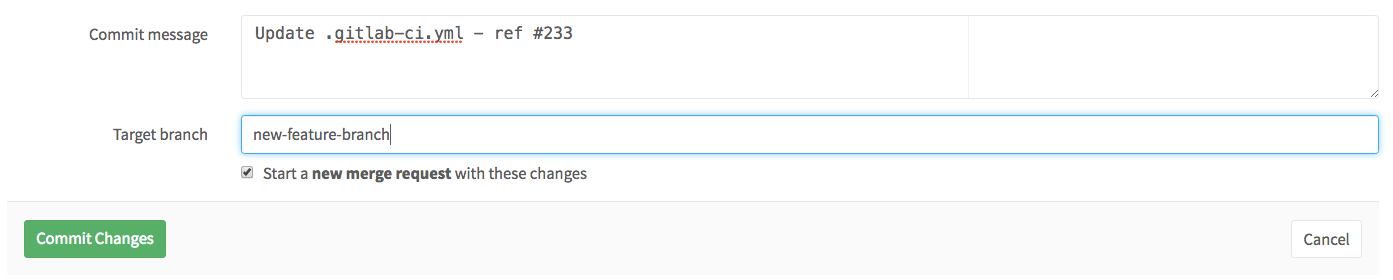 Commit message
Update .gitlab-ci.yml – ref #233
Target branch
new-feature-branch
Start a new merge request with these changes
Commit Changes
Cancel